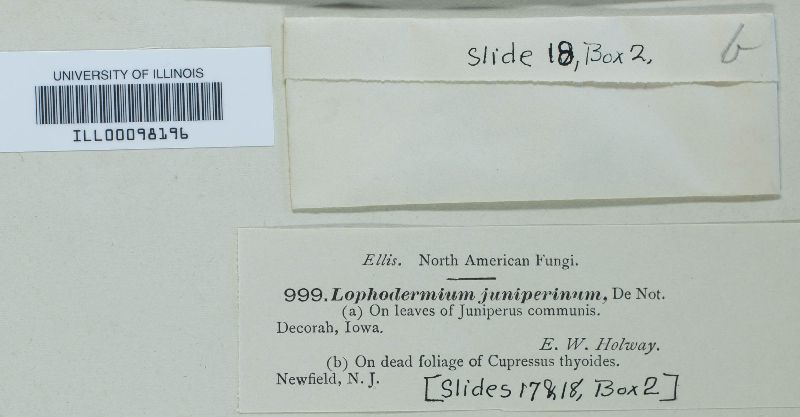 UNIVERSITY OF ILLINOIS
ILL00098196
Slide 18, Box 2.
b
Ellis. North American Fungi.
999. Lophodermium juniperinum, De Not.
(a) On leaves of Juniperus communis.
Decorah, Iowa.
E. W. Holway.
(b) On dead foliage of Cupressus thyoides.
Newfield, N. J.
[Slides 17&18, Box 2]